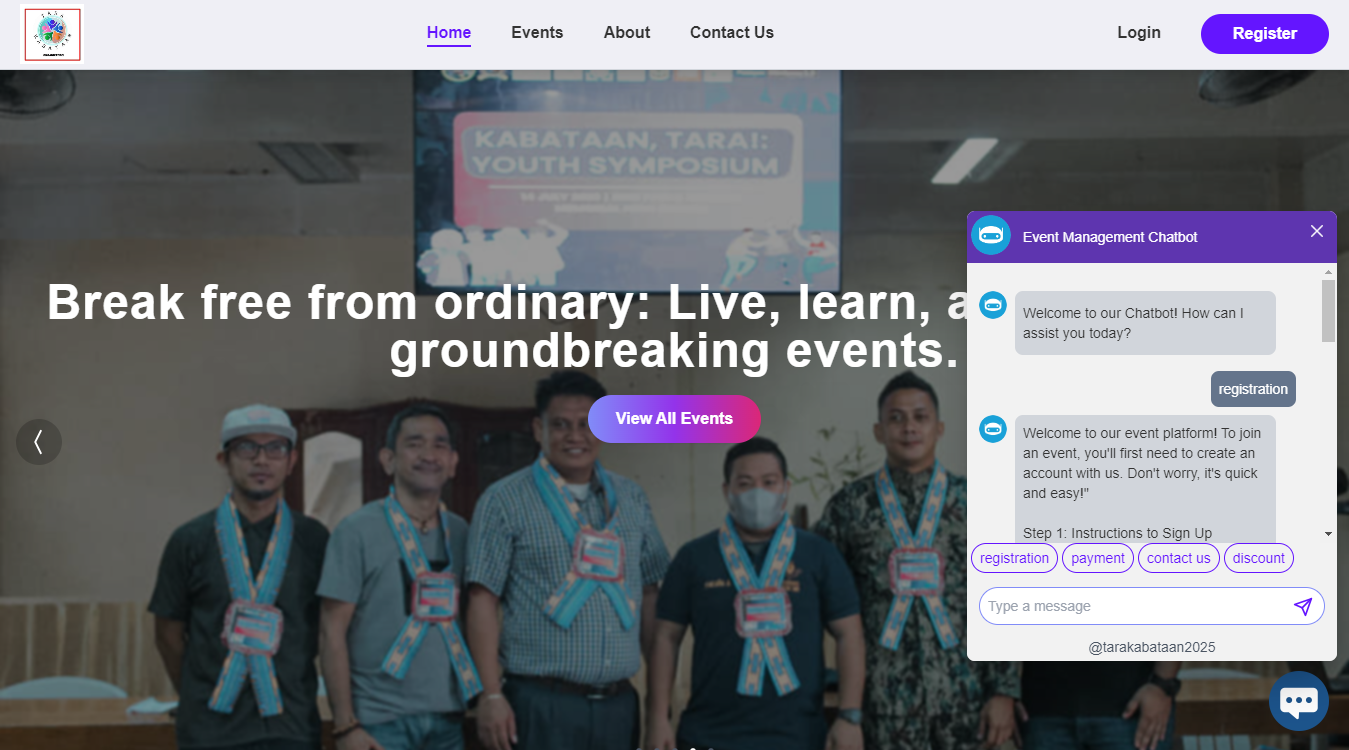 Home
Events
About
Contact Us
Login
Register
KABATAAN, TARAI:
YOUTH SYMPOSIUM
Break free from ordinary: Live, learn,
groundbreaking events.
View All Events
Event Management Chatbot
Welcome to our Chatbot! How can I
assist you today?
registration
Welcome to our event platform! To join
an event, you'll first need to create an
account with us. Don't worry, it's quick
and easy!"
Step 1: Instructions to Sign Up
registration
payment
contact us
discount
Type a message
@tarakabataan2025